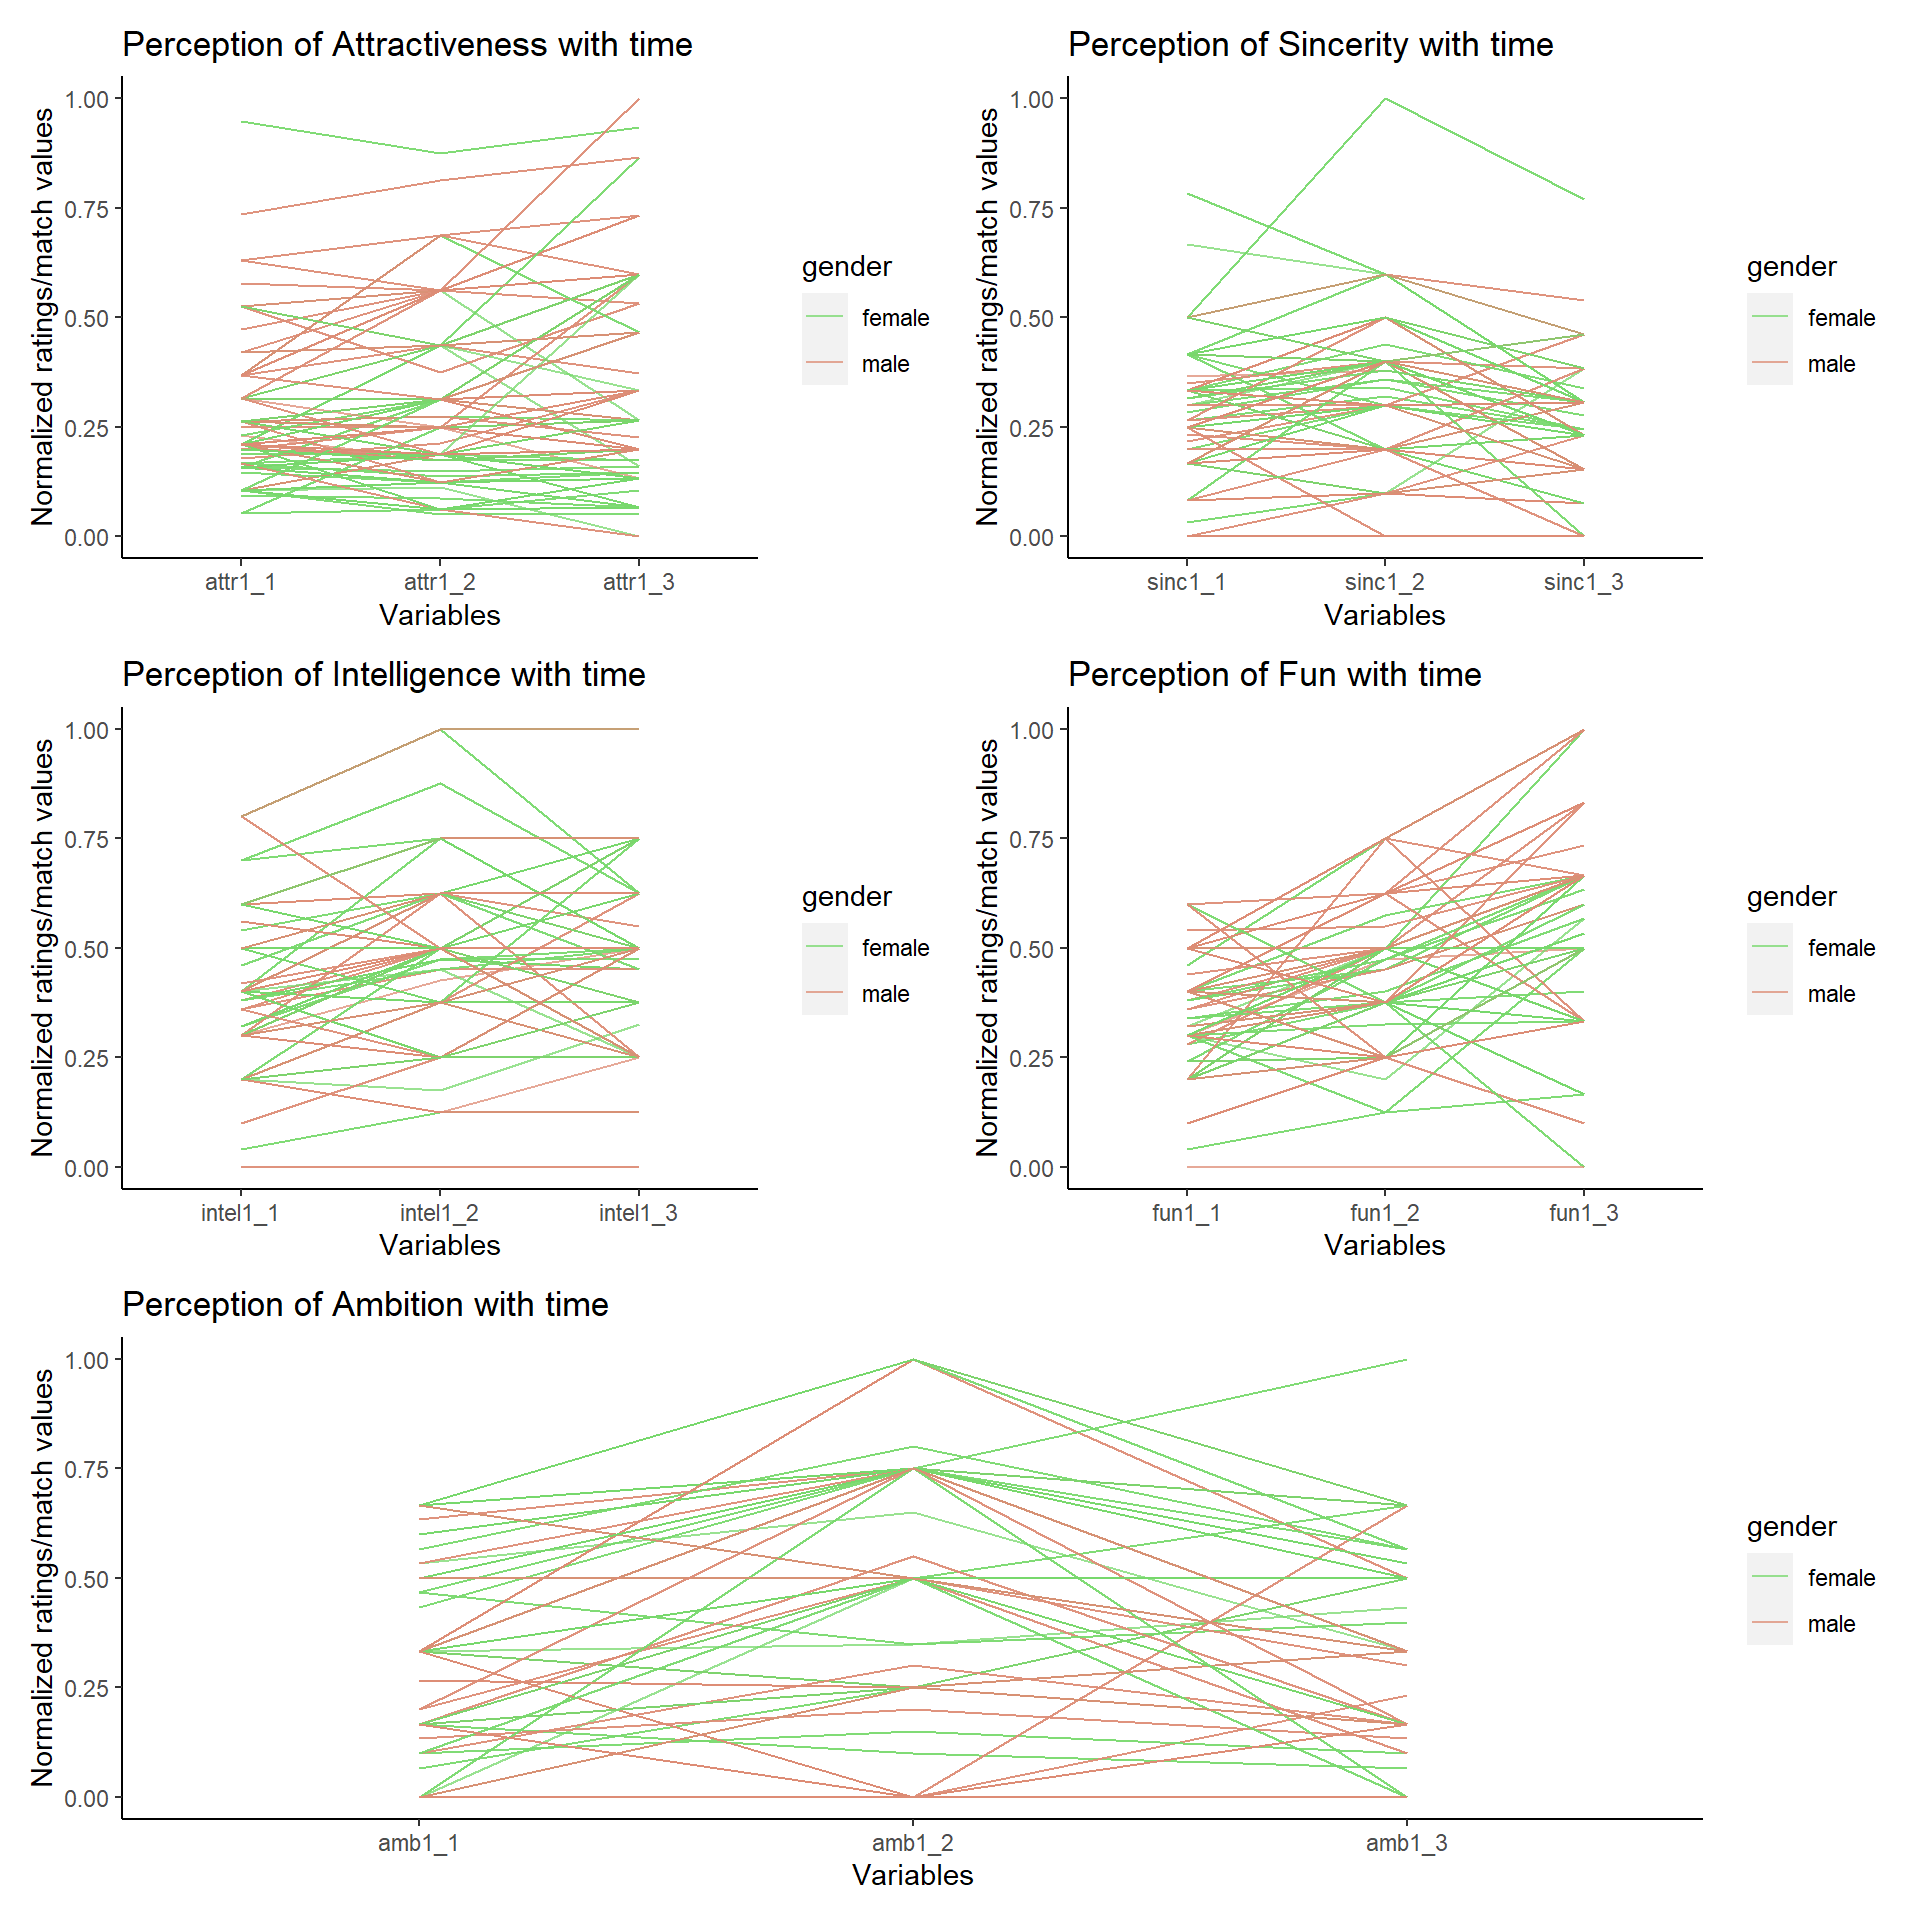 Perception of Attractiveness with time
Normalized ratings/match values
1.00
0.75
0.50
0.25
0.00
attr1_1 attr1_2 attr1_3
Variables
gender
female
male
Perception of Sincerity with time
Normalized ratings/match values
1.00
0.75
0.50
0.25
0.00
sinc1_1 sinc1_2 sinc1_3
Variables
gender
female
male
Perception of Intelligence with time
Normalized ratings/match values
1.00
0.75
0.50
0.25
0.00
intel1_1 intel1_2 intel1_3
Variables
gender
female
male
Perception of Fun with time
Normalized ratings/match values
1.00
0.75
0.50
0.25
0.00
fun1_1 fun1_2 fun1_3
Variables
gender
female
male
Perception of Ambition with time
Normalized ratings/match values
1.00
0.75
0.50
0.25
0.00
amb1_1 amb1_2 amb1_3
Variables
gender
female
male